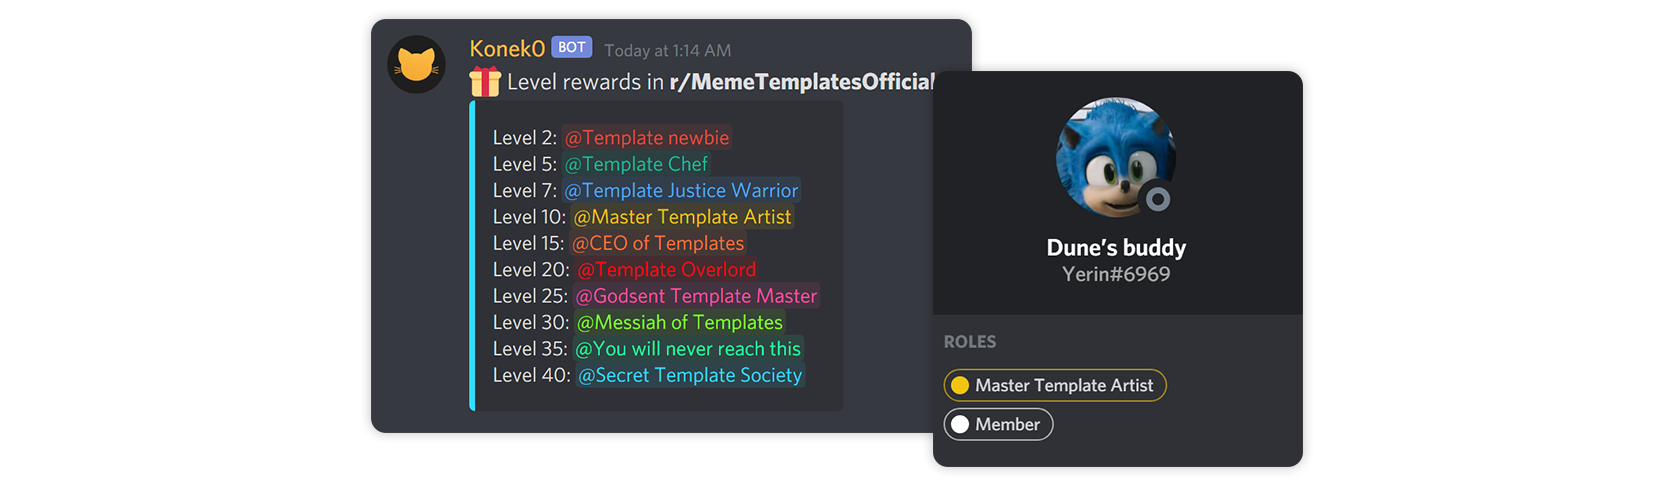 KonekO BOT Today at 1:14 AM
Level rewards in r/MemeTemplatesOfficial
Level 2: @Template newbie
Level 5: @Template Chef
Level 7: @Template Justice Warrior
Level 10: @Master Template Artist
Level 15: @CEO of Templates
Level 20: @Template Overlord
Level 25: @Godsent Template Master
Level 30: @Messiah of Templates
Level 35: @You will never reach this
Level 40: @Secret Template Society
Dune’s buddy
Yerin#6969
ROLES
Master Template Artist
Member